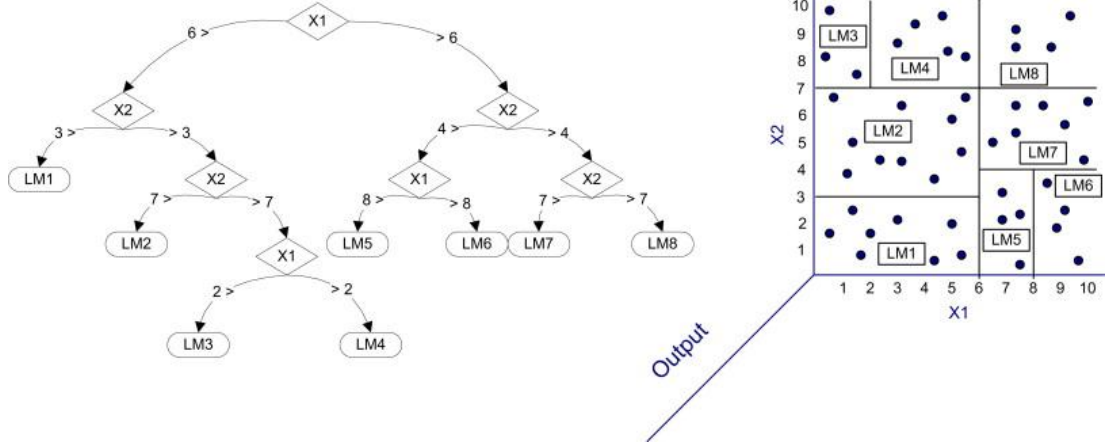 X1
6 >
> 6
X2
X2
3 >
> 3
4 >
> 4
LM1
X2
X1
X2
7 >
> 7
8 >
> 8
7 >
> 7
LM2
X1
LM5
LM6
LM7
LM8
2 >
> 2
LM3
LM4
10
9
8
7
6
5
4
3
2
1
X2
LM3
LM4
LM8
LM2
LM7
LM6
LM1
LM5
1 2 3 4 5 6 7 8 9 10
X1
Output